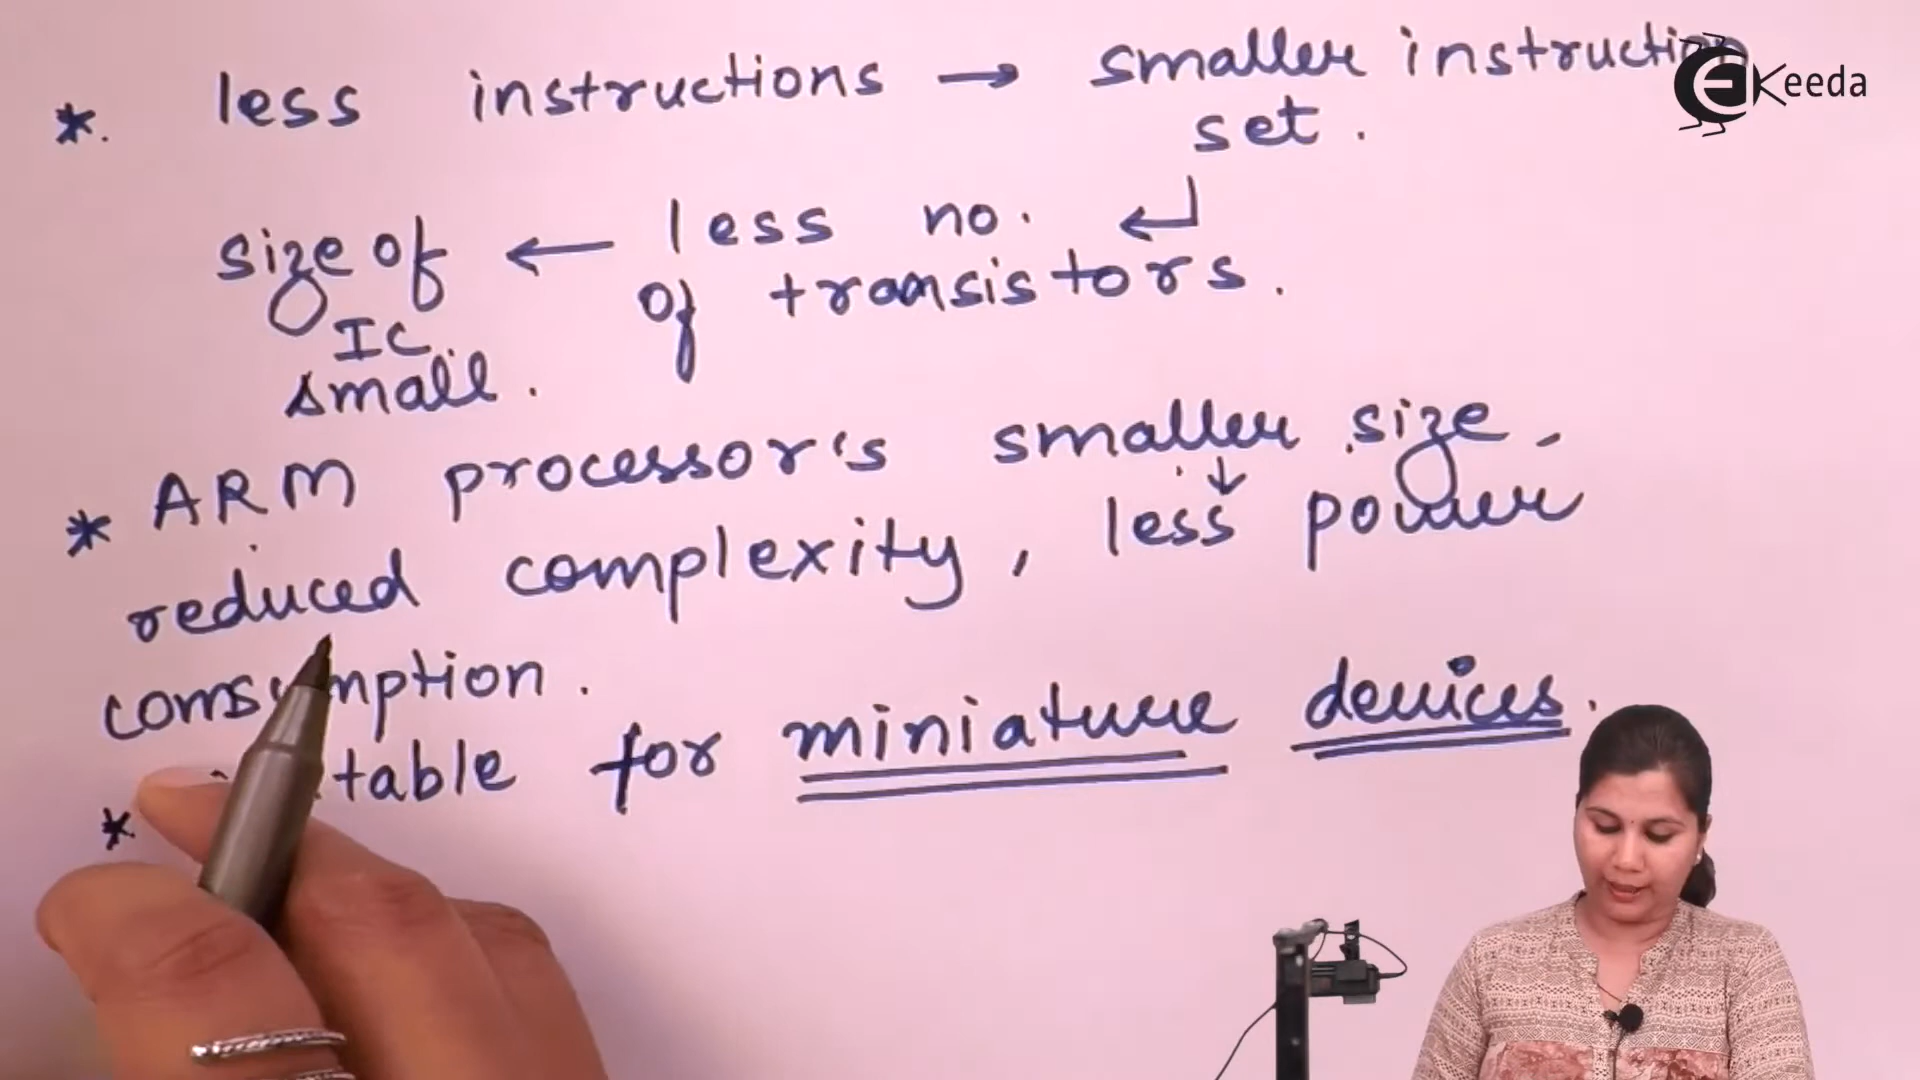 *. less instructions → smaller instruction
set.
size of ← less no. ↲
of transistors.
IC
small.
* ARM processor's smaller size.
reduced complexity, less power
consumption.
* for miniature devices.
Keeda